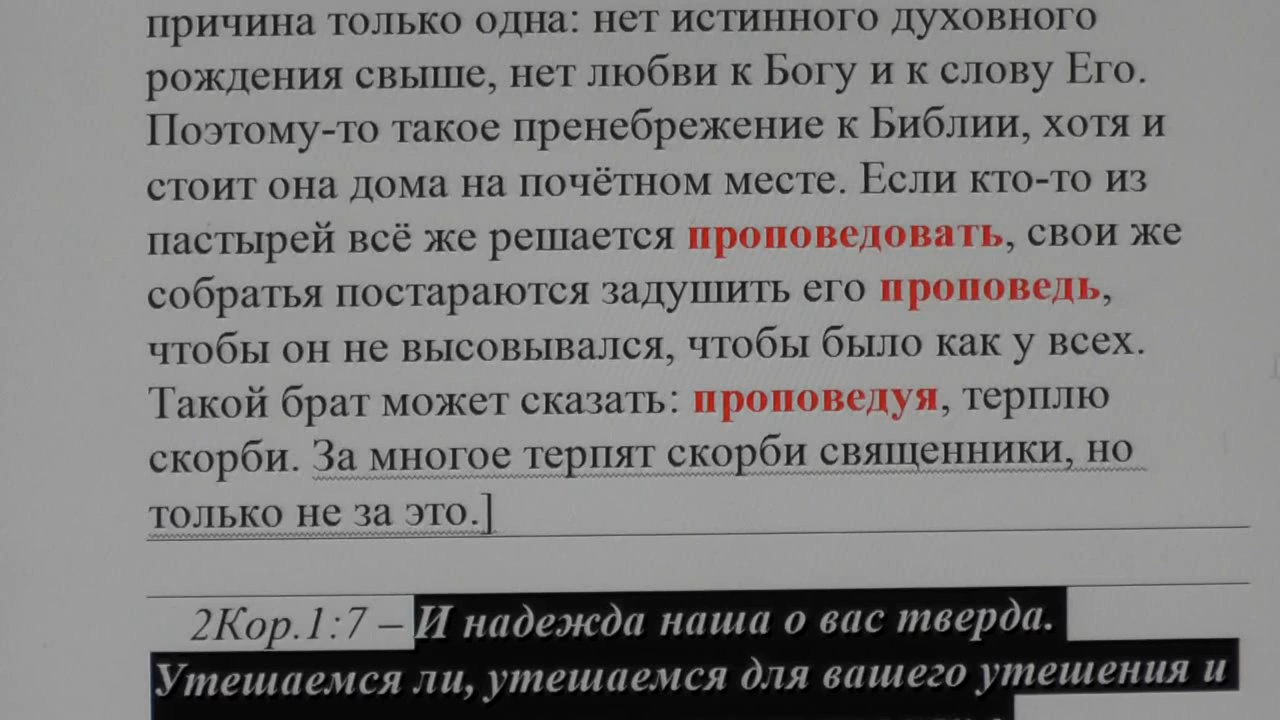 причина только одна: нет истинного духовного
рождения свыше, нет любви к Богу и к слову Его.
Поэтому-то такое пренебрежение к Библии, хотя и
стоит она дома на почётном месте. Если кто-то из
пастырей всё же решается проповедовать, свои же
собратья постараются задушить его проповедь,
чтобы он не высовывался, чтобы было как у всех.
Такой брат может сказать: проповедуя, терплю
скорби. За многое терпят скорби священники, но
только не за это.]
2Кор.1:7 – И надежда наша о вас тверда.
Утешаемся ли, утешаемся для вашего утешения и